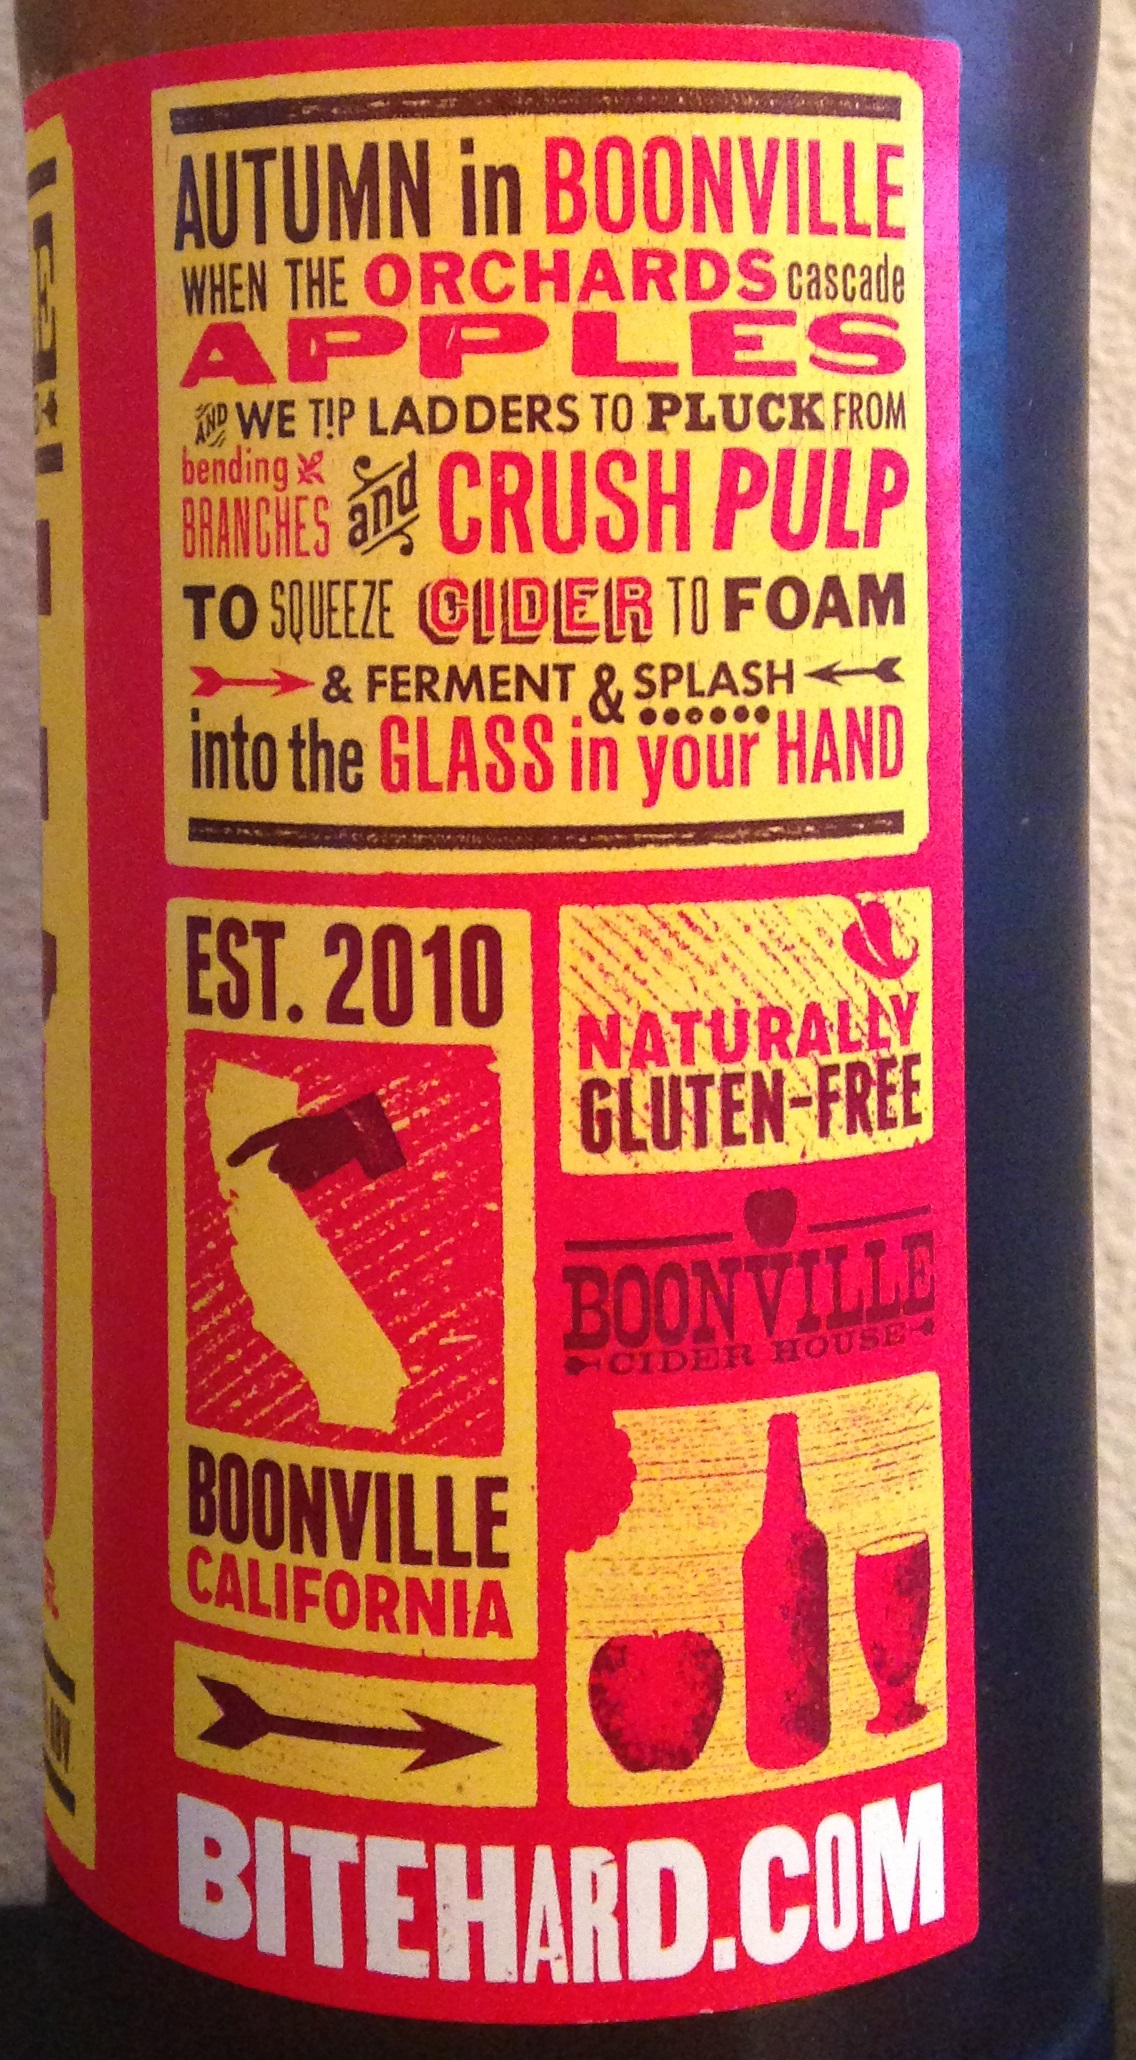 AUTUMN in BOONVILLE
WHEN THE ORCHARDS cascade
APPLES
AND WE T!P LADDERS TO PLUCK FROM
bending
BRANCHES and CRUSH PULP
TO SQUEEZE CIDER TO FOAM
& FERMENT & SPLASH
into the GLASS in your HAND
EST. 2010
NATURALLY
GLUTEN-FREE
BOONVILLE
CIDER HOUSE
BOONVILLE
CALIFORNIA
BITEHARD.COM